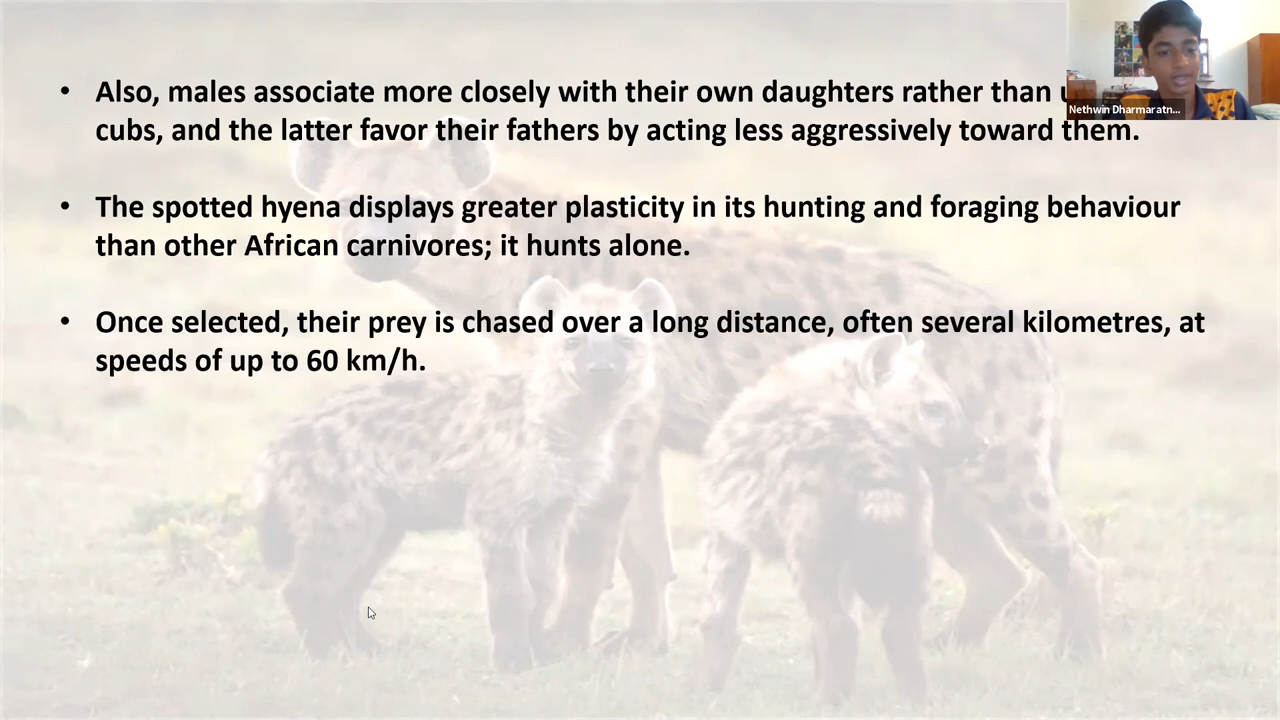 • Also, males associate more closely with their own daughters rather than
cubs, and the latter favor their fathers by acting less aggressively toward them.
• The spotted hyena displays greater plasticity in its hunting and foraging behaviour
than other African carnivores; it hunts alone.
• Once selected, their prey is chased over a long distance, often several kilometres, at
speeds of up to 60 km/h.
Nethwin Dharmaratn...